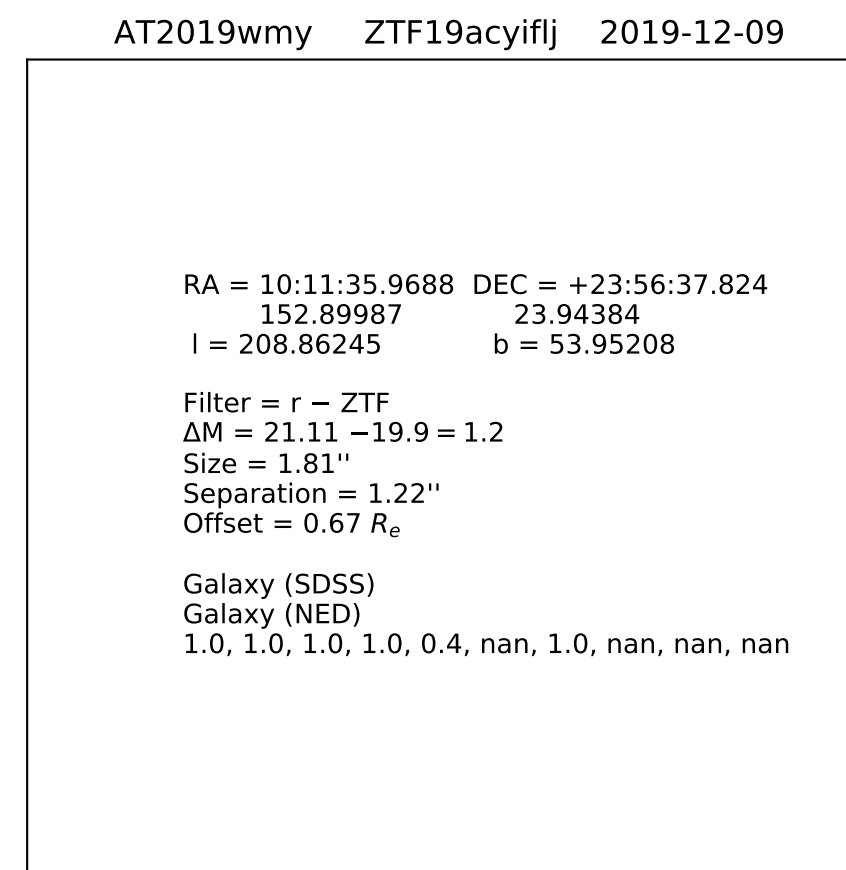 AT2019wmy ZTF19acyiflj 2019-12-09
RA = 10:11:35.9688 DEC = +23:56:37.824
152.89987 23.94384
l = 208.86245 b = 53.95208
Filter = r − ZTF
ΔM = 21.11 −19.9 = 1.2
Size = 1.81''
Separation = 1.22''
Offset = 0.67 Re
Galaxy (SDSS)
Galaxy (NED)
1.0, 1.0, 1.0, 1.0, 0.4, nan, 1.0, nan, nan, nan